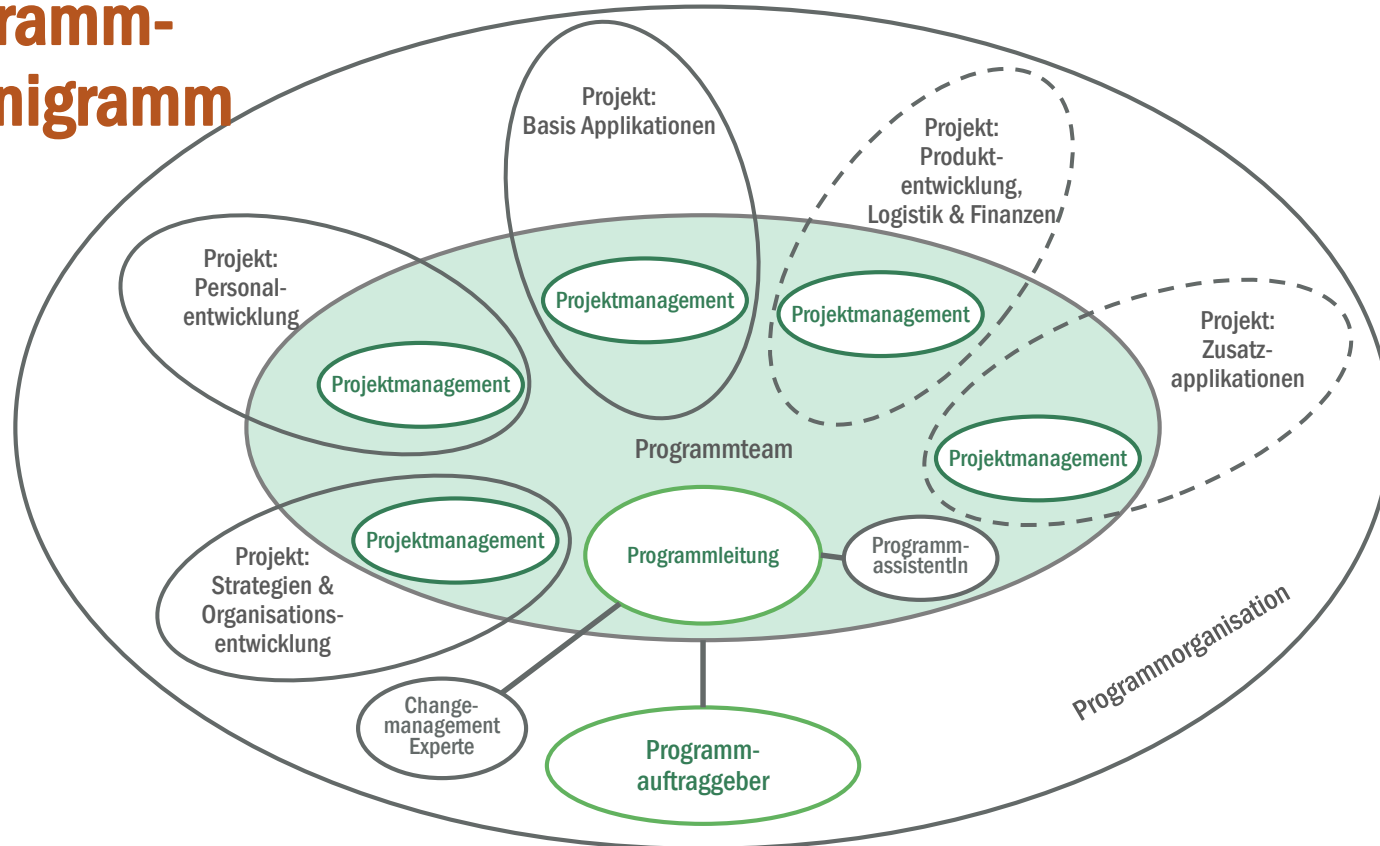 ramm-
nigramm
Projekt:
Basis Applikationen
Projekt:
Produkt-
entwicklung,
Logistik & Finanzen
Projekt:
Personal-
entwicklung
Projekt:
Zusatz-
applikationen
Projektmanagement
Projektmanagement
Projektmanagement
Projektmanagement
Projektmanagement
Programmteam
Programmleitung
Programm-
assistentIn
Projekt:
Strategien &
Organisations-
entwicklung
Change-
management
Experte
Programm-
auftraggeber
Programmorganisation